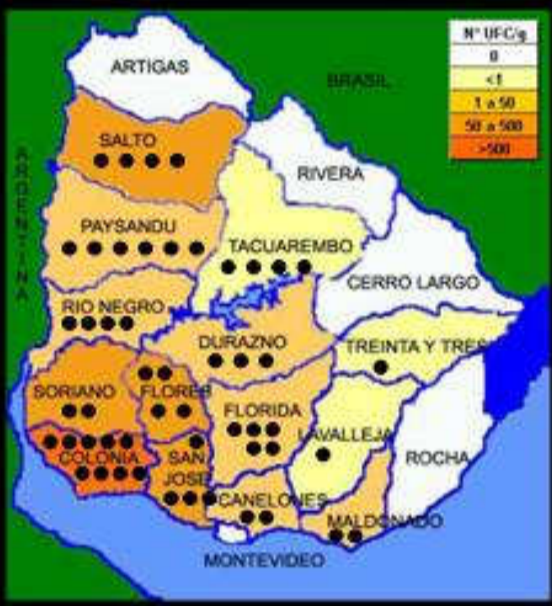 N° UFC/g
0
<1
1 a 50
50 a 500
>500
ARTIGAS
BRASIL
SALTO
RIVERA
ARGENTINA
PAYSANDU
TACUAREMBO
CERRO LARGO
RIO NEGRO
DURAZNO
TREINTA Y TRES
SORIANO
FLORES
FLORIDA
LAVALLEJA
COLONIA
SAN
JOSE
ROCHA
CANELONES
MALDONADO
MONTEVIDEO